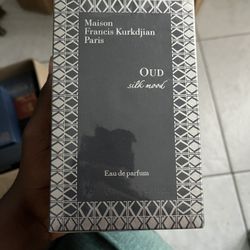 Maison
Francis Kurkdjian
Paris
OUD
silk mood
Eau de parfum